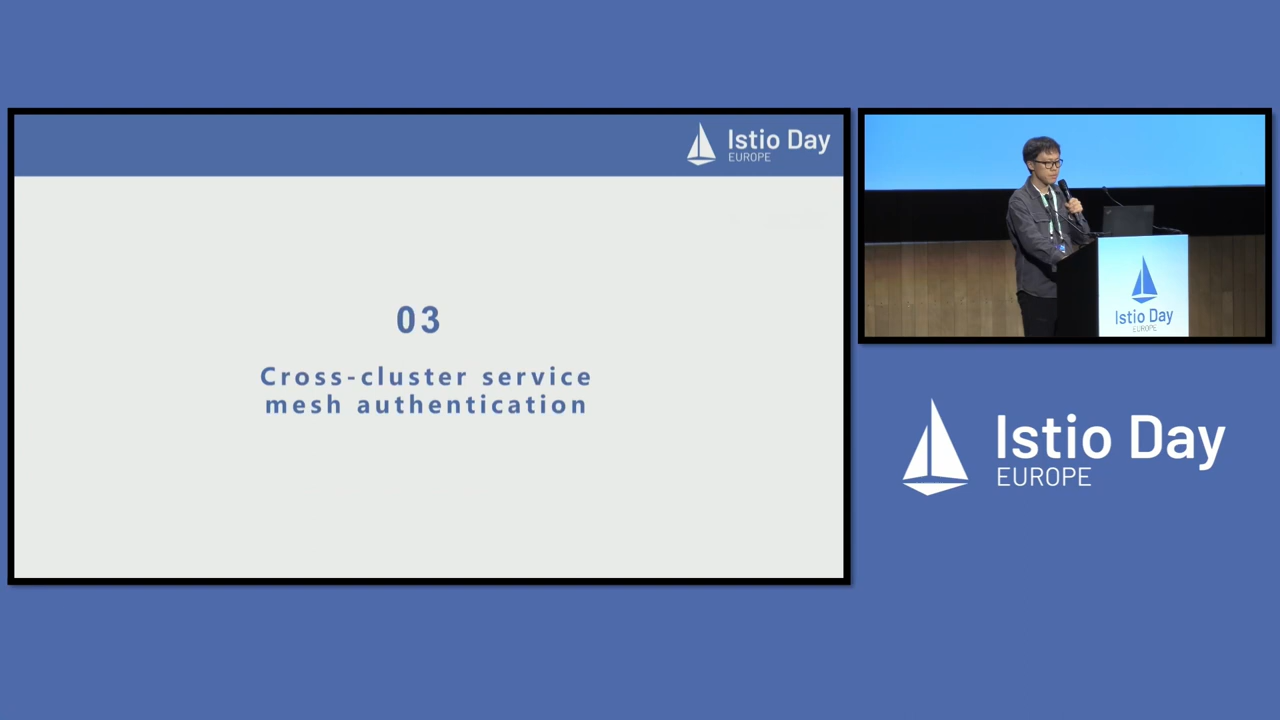 Istio Day
EUROPE
03
Cross-cluster service
mesh authentication
Istio Day
EUROPE
Istio Day
EUROPE